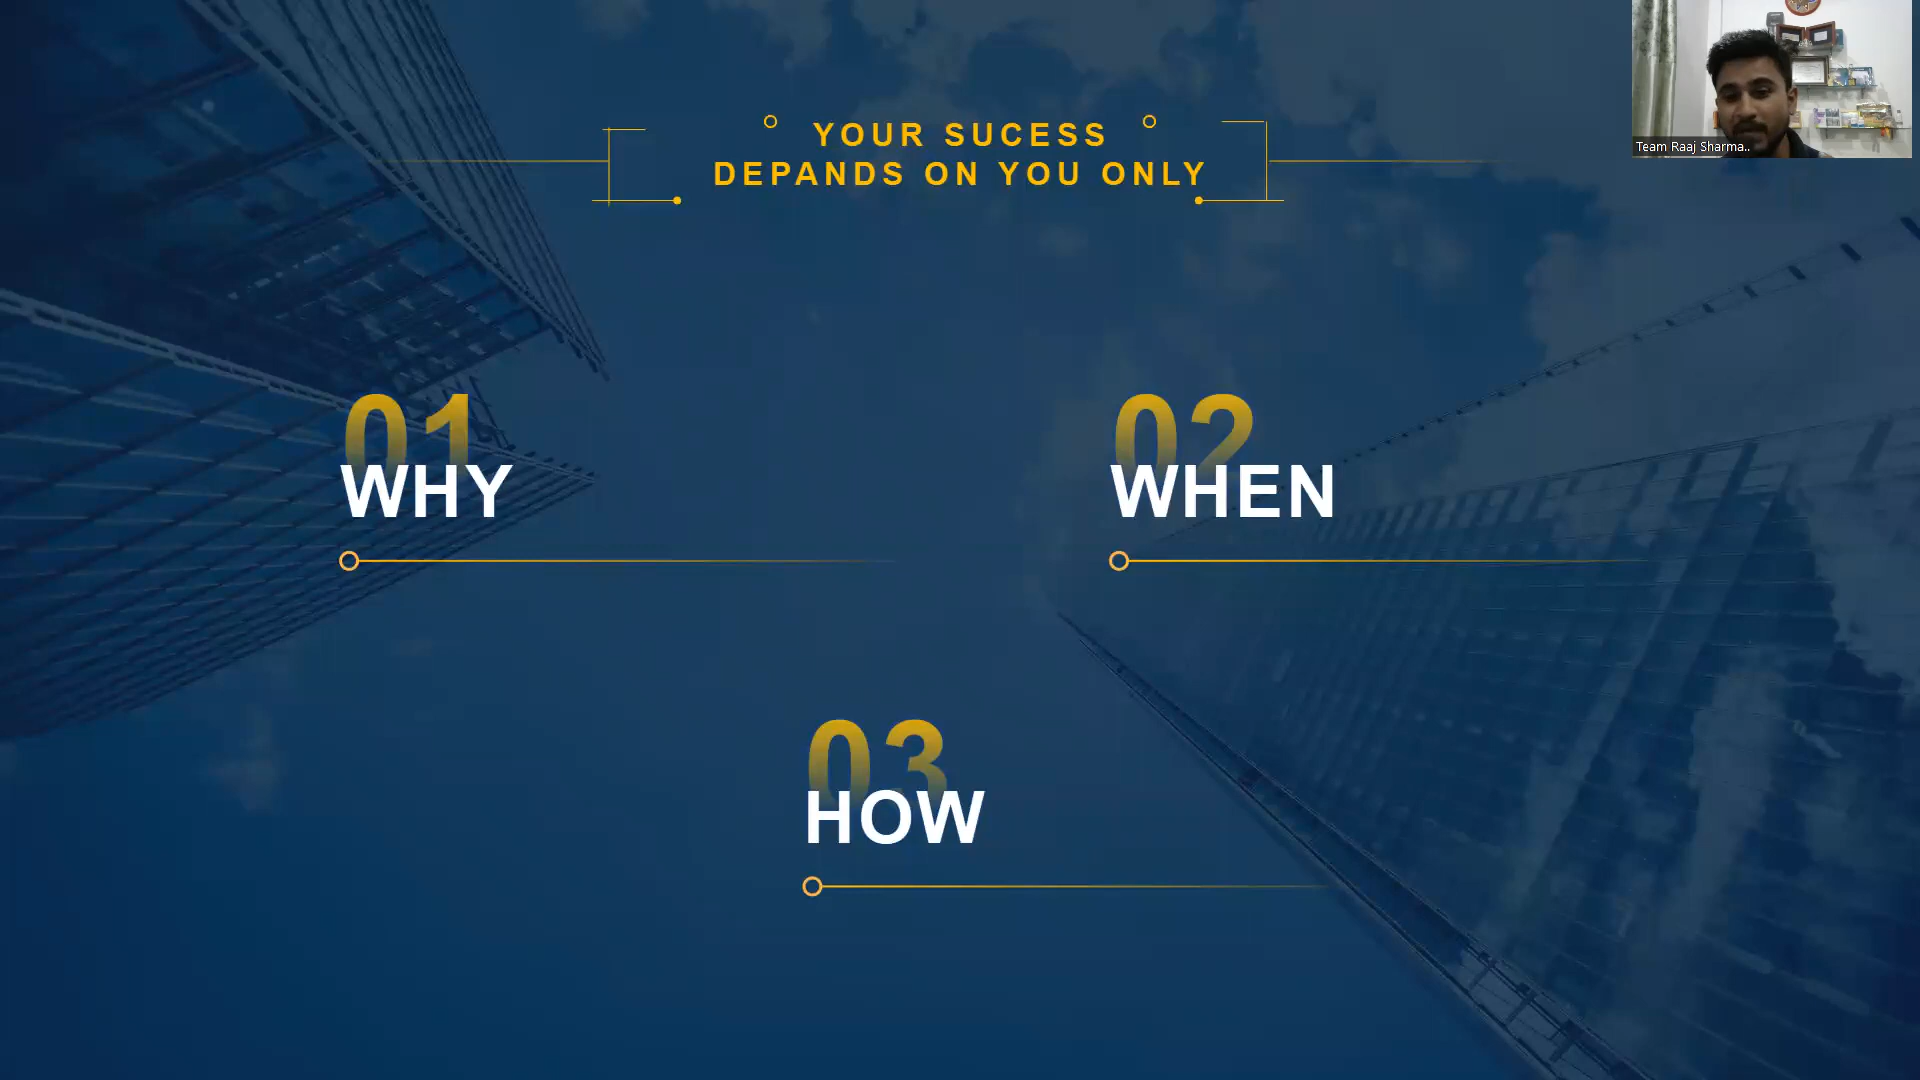 YOUR SUCESS
DEPANDS ON YOU ONLY
Team Raaj Sharma..
01
WHY
02
WHEN
03
HOW